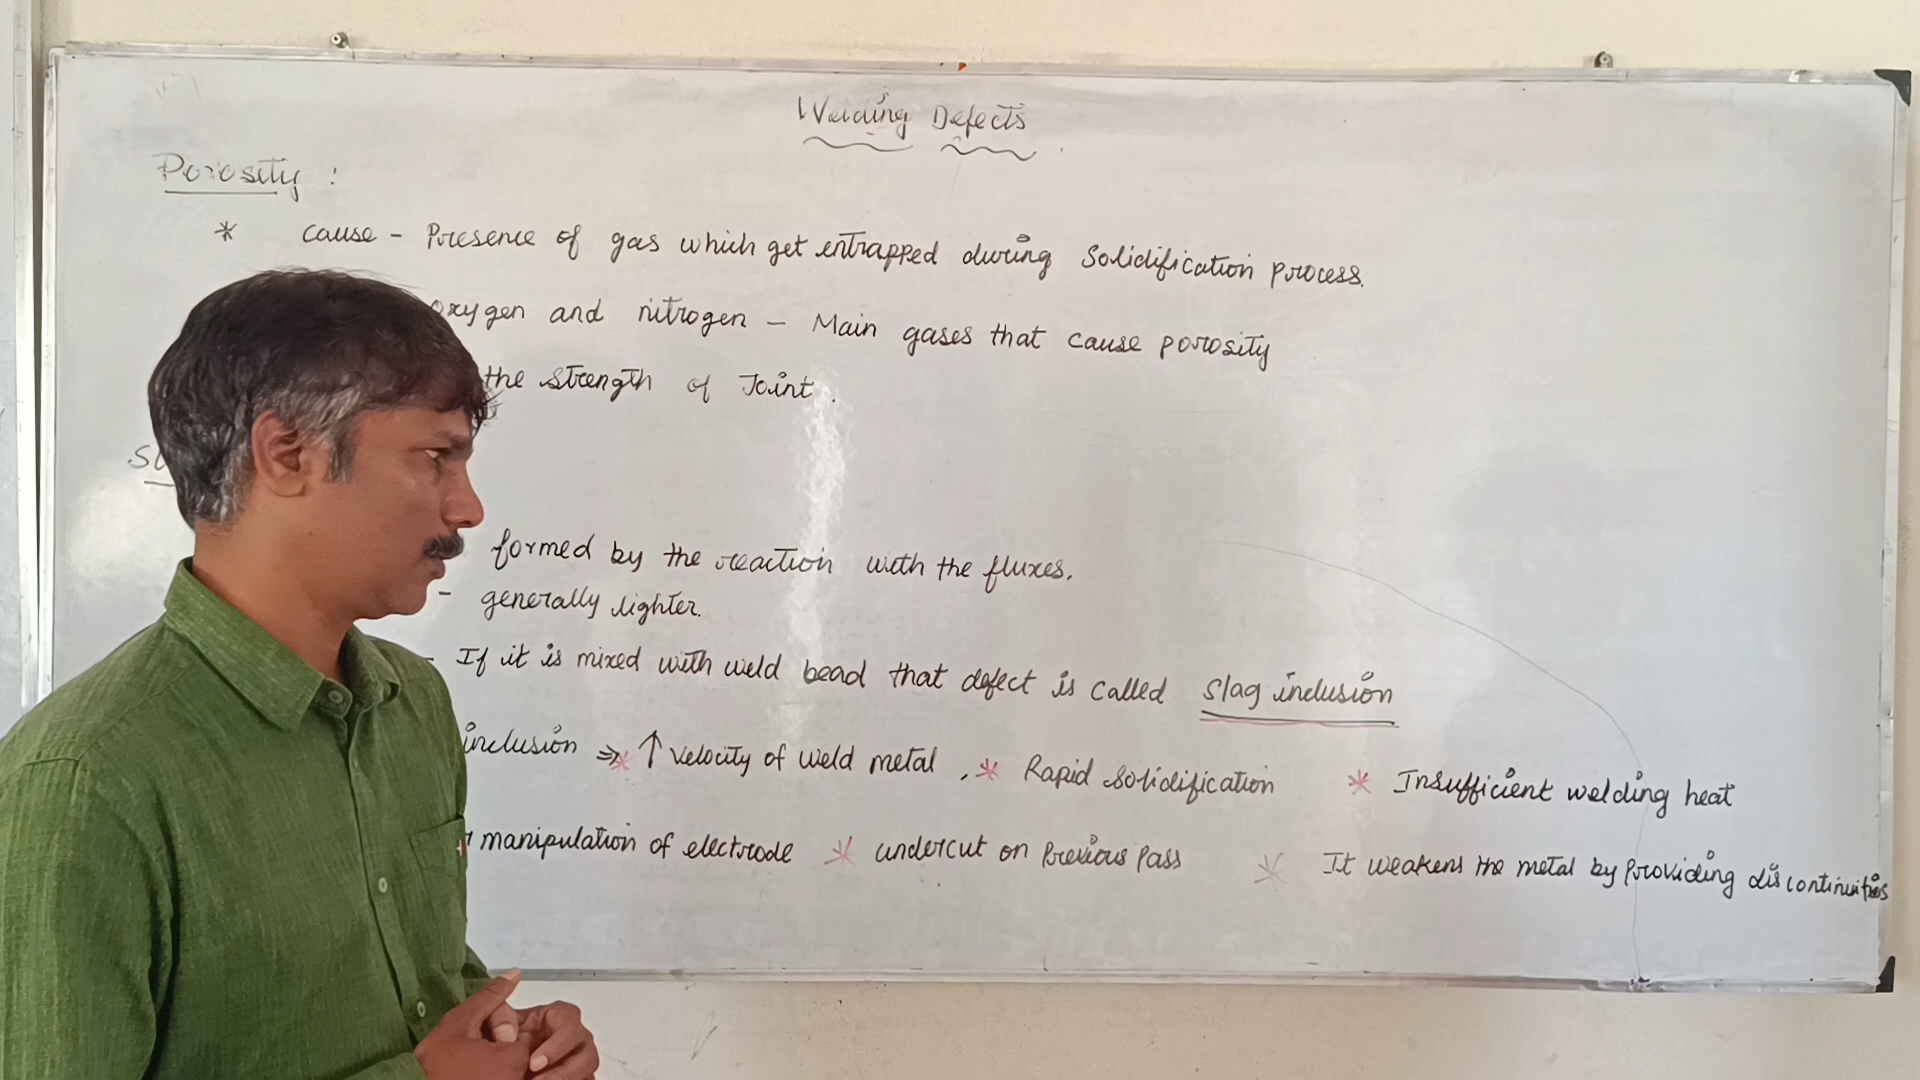 Welding Defects
Porosity :
* cause - Presence of gas which get entrapped during Solidification process.
oxygen and nitrogen - Main gases that cause porosity
the strength of Joint.
formed by the reaction with the fluxes.
- generally lighter.
- If it is mixed with weld bead that defect is called Slag inclusion
inclusion ⇒ * ↑ Velocity of weld metal, * Rapid solidification * Insufficient welding heat
manipulation of electrode * undercut on Previous Pass * It weakens the metal by Providing discontinuities